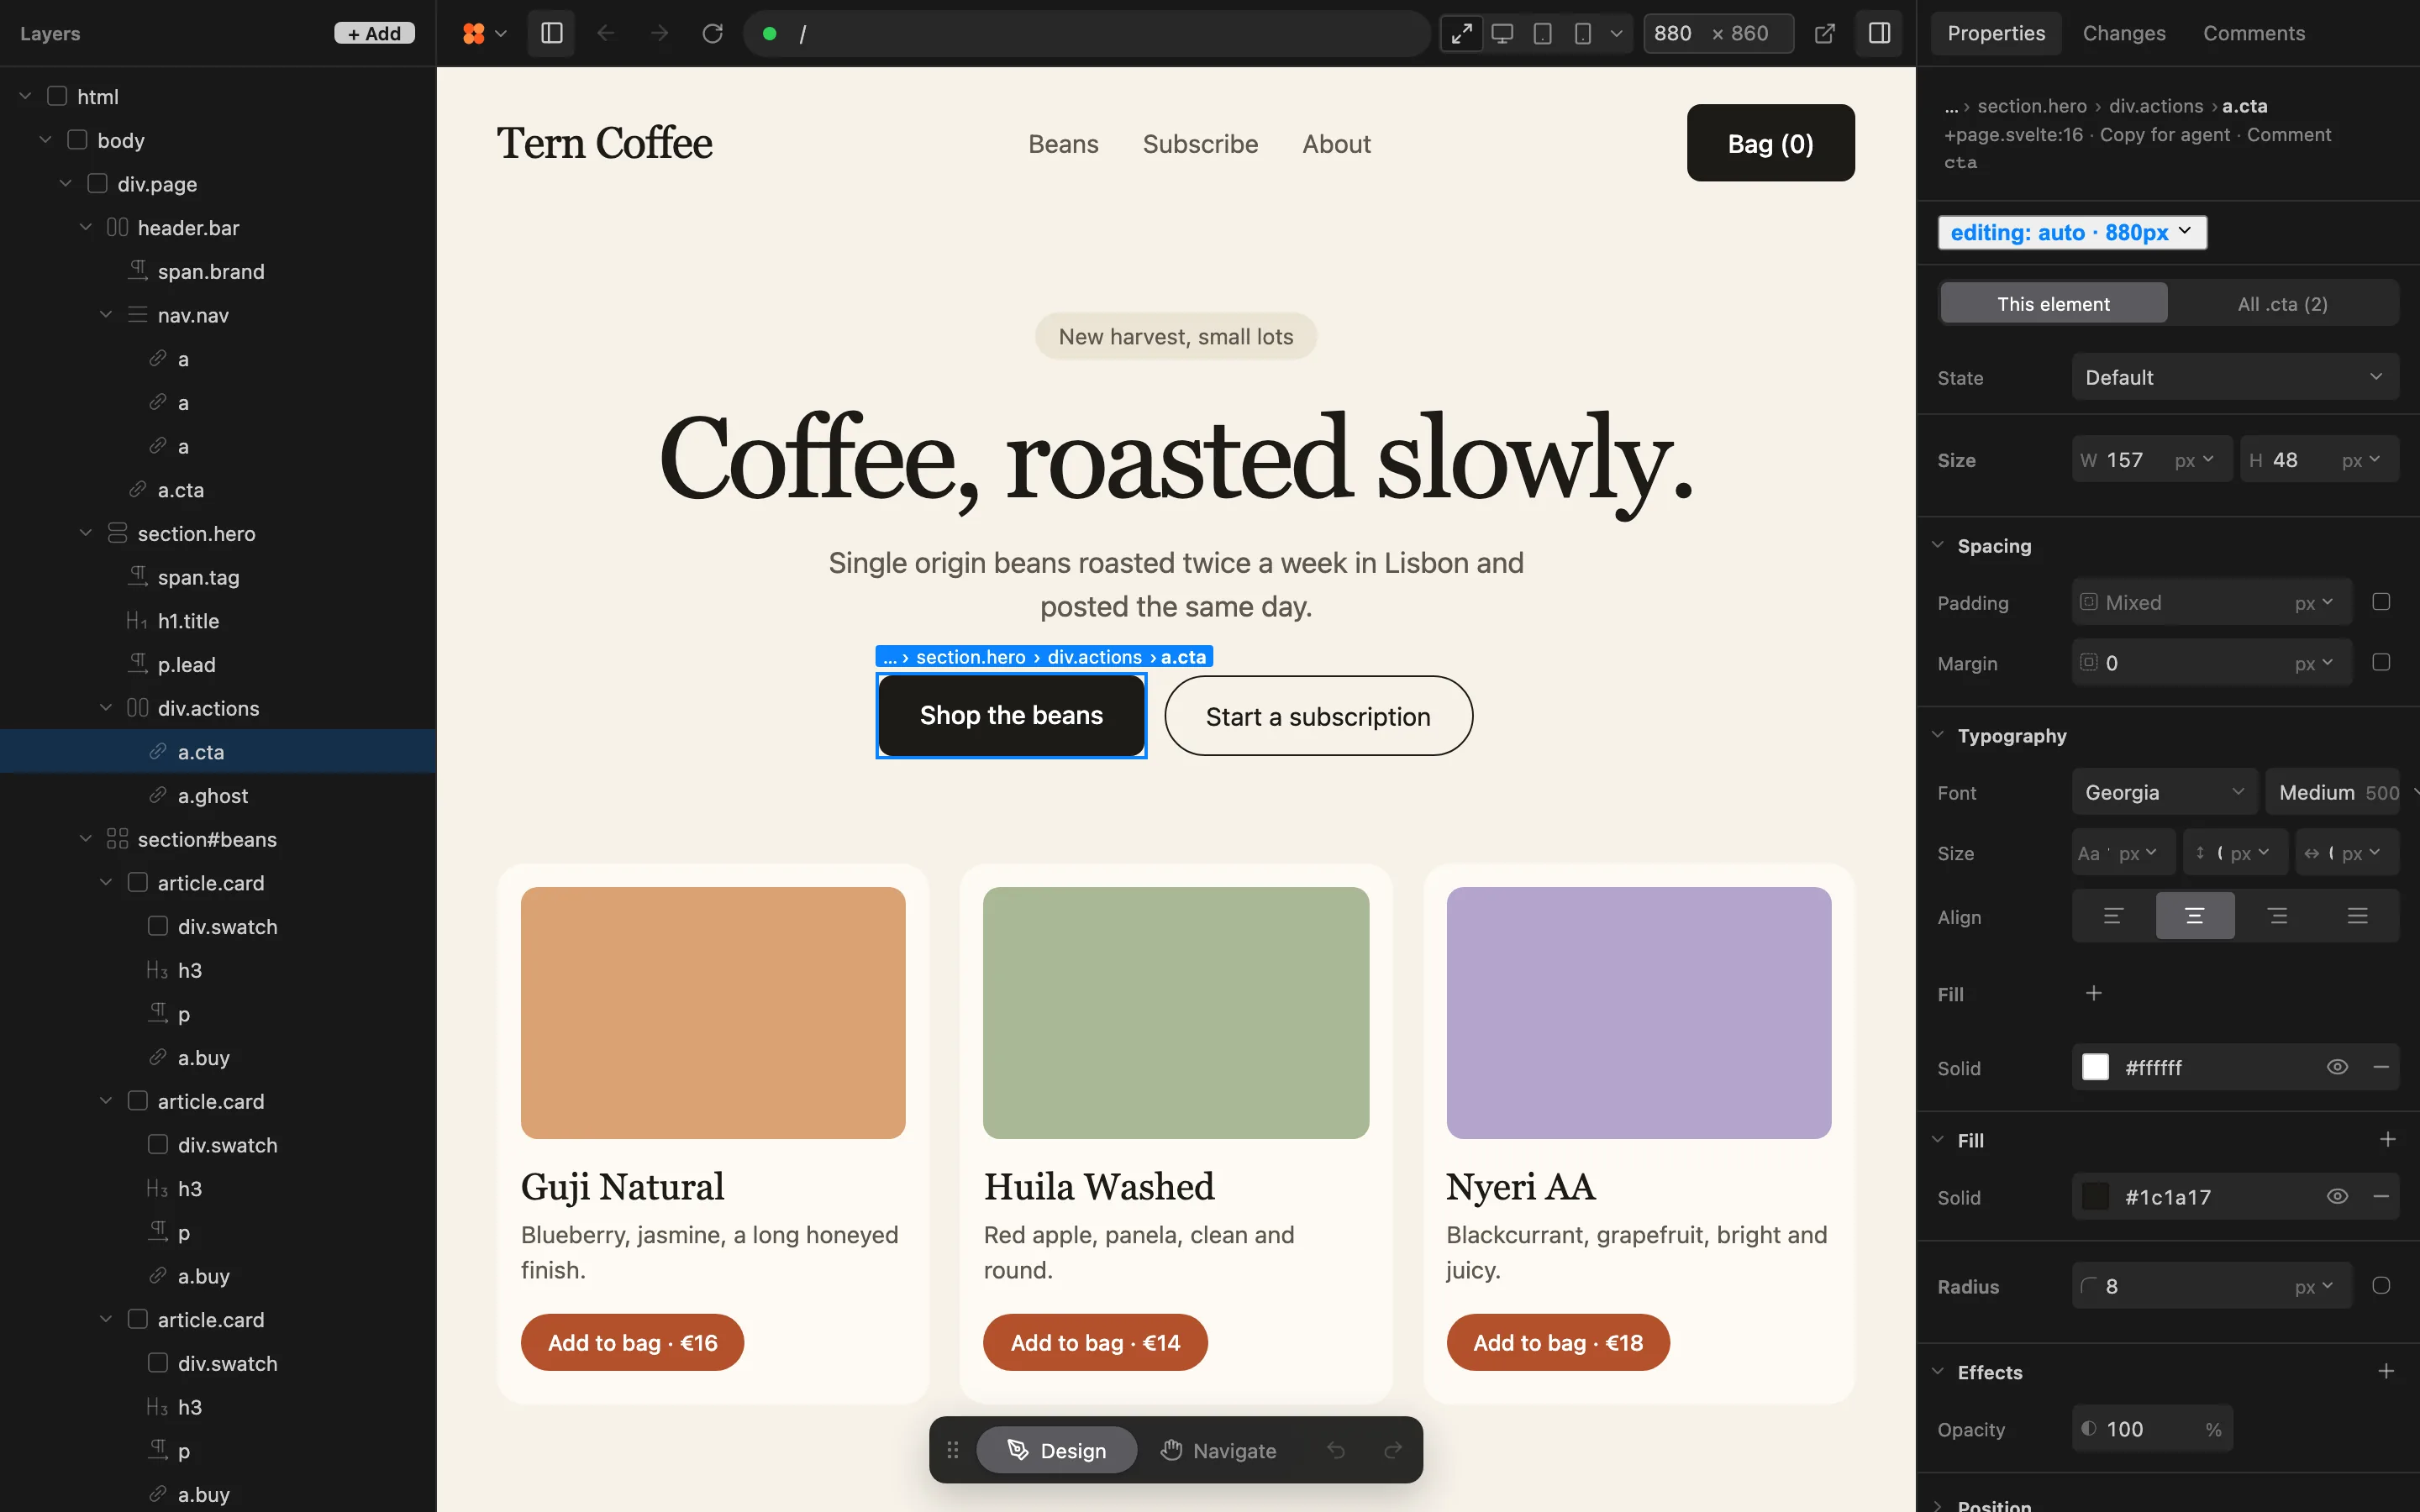 Layers
+ Add
/
880 × 860
Properties Changes Comments
html
body
div.page
header.bar
span.brand
nav.nav
a
a
a
a.cta
section.hero
span.tag
h1.title
p.lead
div.actions
a.cta
a.ghost
section#beans
article.card
div.swatch
H3 h3
p
a.buy
article.card
div.swatch
H3 h3
p
a.buy
article.card
div.swatch
H3 h3
p
a.buy
Tern Coffee
Beans Subscribe About
Bag (0)
New harvest, small lots
Coffee, roasted slowly.
Single origin beans roasted twice a week in Lisbon and
posted the same day.
... › section.hero › div.actions › a.cta
Shop the beans
Start a subscription
Guji Natural
Blueberry, jasmine, a long honeyed
finish.
Add to bag · €16
Huila Washed
Red apple, panela, clean and
round.
Add to bag · €14
Nyeri AA
Blackcurrant, grapefruit, bright and
juicy.
Add to bag · €18
Design Navigate
... › section.hero › div.actions › a.cta
+page.svelte:16 · Copy for agent · Comment
cta
editing: auto · 880px
This element All .cta (2)
State Default
Size W 157 px H 48 px
Spacing
Padding Mixed px
Margin 0 px
Typography
Font Georgia Medium 500
Size Aa px px px
Align
Fill
Solid #ffffff
Fill
Solid #1c1a17
Radius 8 px
Effects
Opacity 100 %
Position